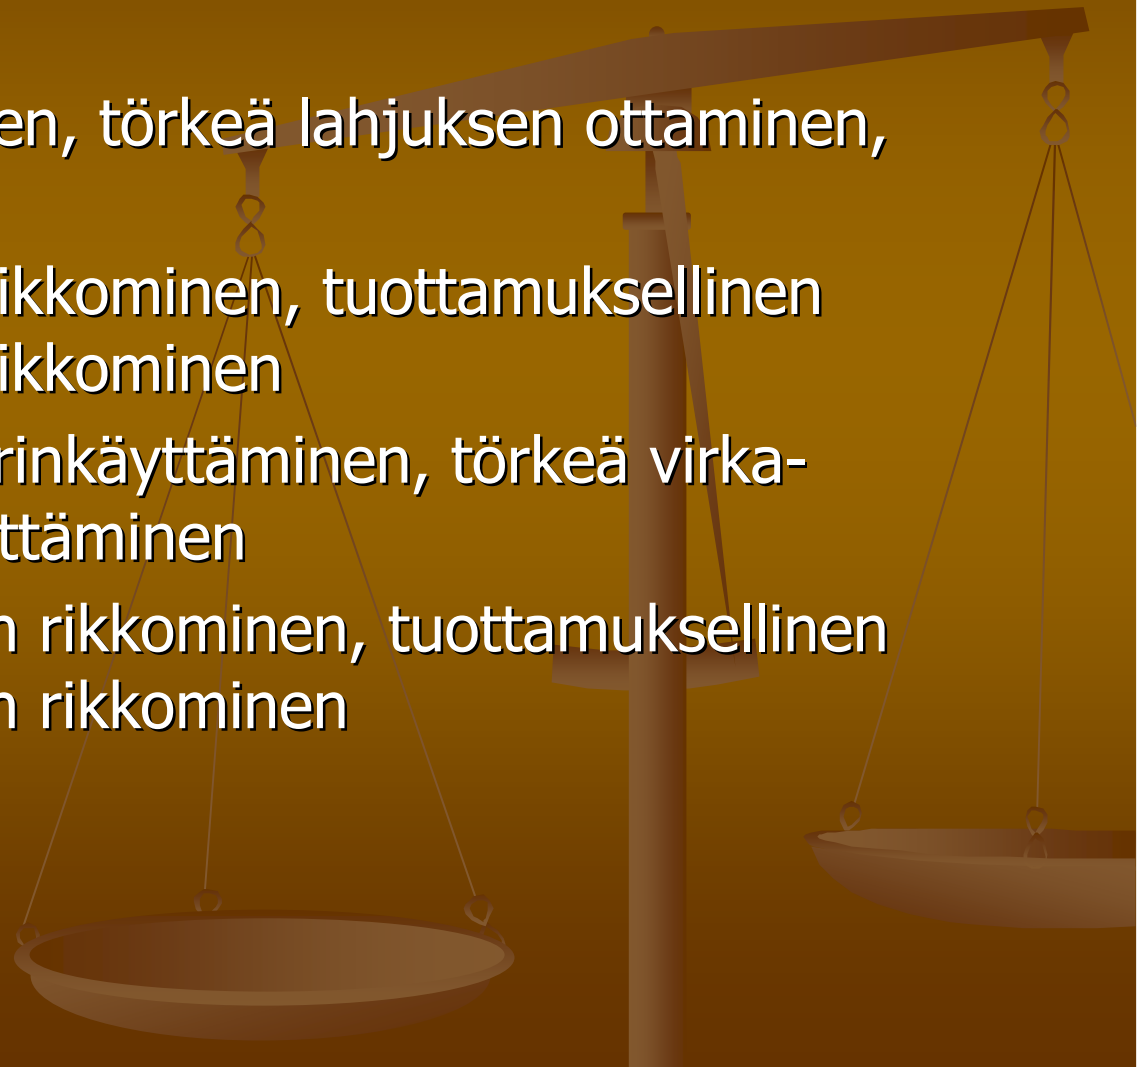 en, törkeä lahjuksen ottaminen,
ikkominen, tuottamuksellinen
ikkominen
rinkäyttäminen, törkeä virka-
ttäminen
n rikkominen, tuottamuksellinen
n rikkominen